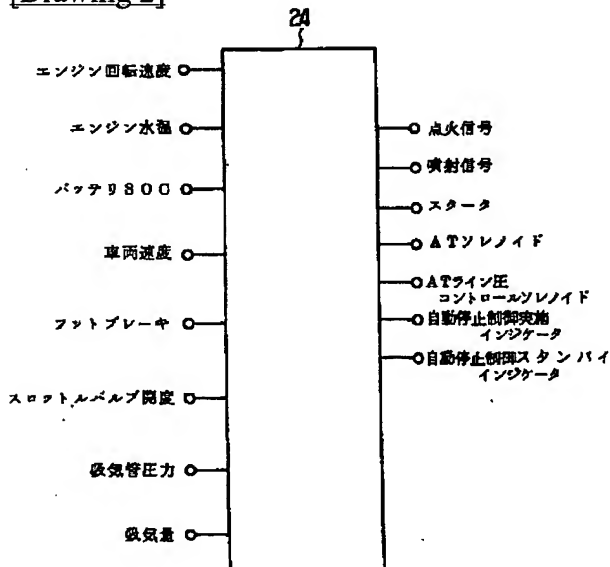 [Drawing 2]
24
エンジン回転速度
エンジン水温
バッテリSOC
車両速度
フットブレーキ
スロットルバルブ開度
吸気管圧力
吸気量
点火信号
噴射信号
スタータ
ATソレノイド
ATライン圧
コントロールソレノイド
自動停止制御実施
インジケータ
自動停止制御スタンバイ
インジケータ